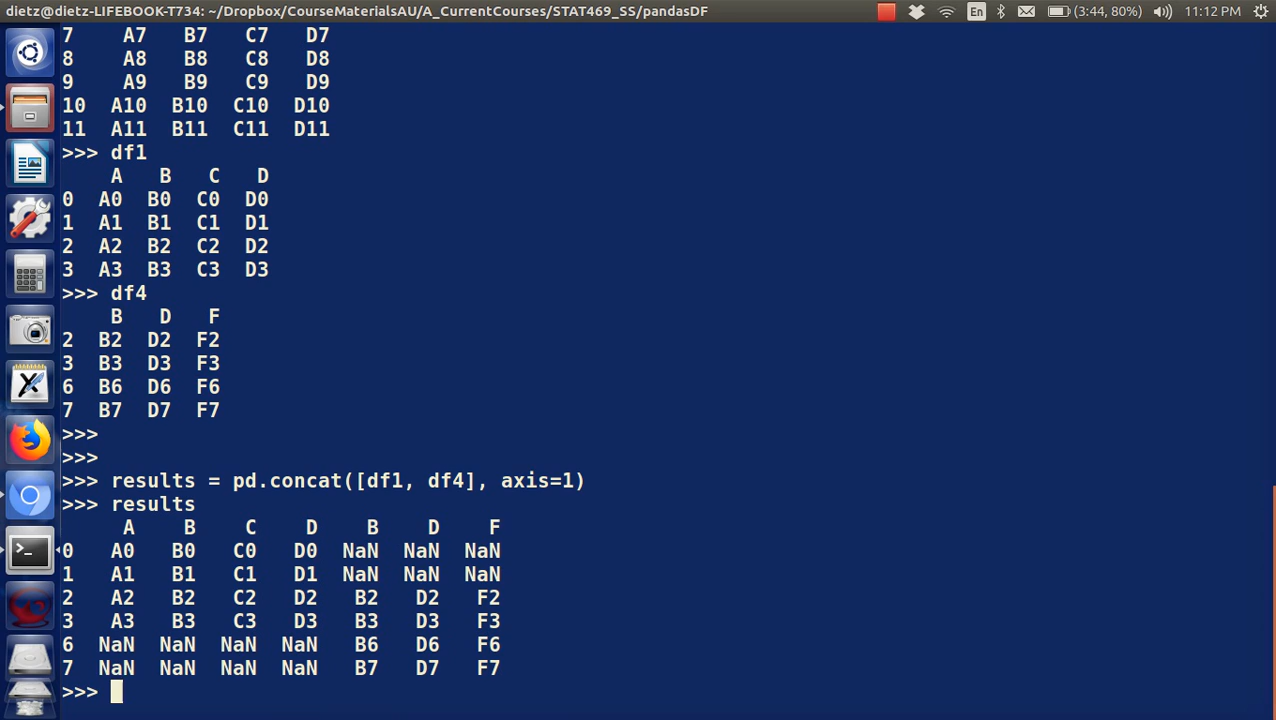 dietz@dietz-LIFEBOOK-T734: ~/Dropbox/CourseMaterialsAU/A_CurrentCourses/STAT469_SS/pandasDF En (3:44, 80%) 11:12 PM
7 A7 B7 C7 D7
8 A8 B8 C8 D8
9 A9 B9 C9 D9
10 A10 B10 C10 D10
11 A11 B11 C11 D11
>>> df1
A B C D
0 A0 B0 C0 D0
1 A1 B1 C1 D1
2 A2 B2 C2 D2
3 A3 B3 C3 D3
>>> df4
B D F
2 B2 D2 F2
3 B3 D3 F3
6 B6 D6 F6
7 B7 D7 F7
>>>
>>>
>>> results = pd.concat([df1, df4], axis=1)
>>> results
A B C D B D F
0 A0 B0 C0 D0 NaN NaN NaN
1 A1 B1 C1 D1 NaN NaN NaN
2 A2 B2 C2 D2 B2 D2 F2
3 A3 B3 C3 D3 B3 D3 F3
6 NaN NaN NaN NaN B6 D6 F6
7 NaN NaN NaN NaN B7 D7 F7
>>>